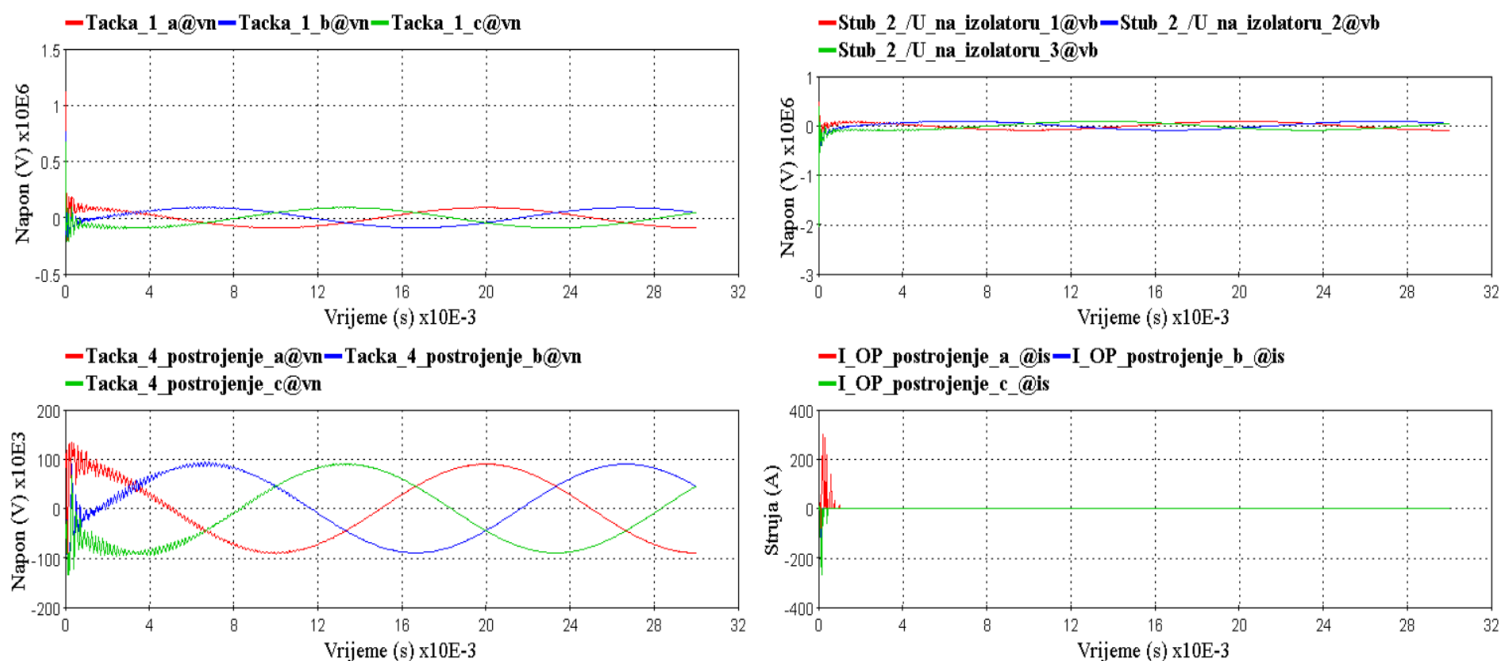 Tacka_1_a@vn Tacka_1_b@vn Tacka_1_c@vn
Napon (V) x10E6
1.5
1
0.5
0
-0.5
0 4 8 12 16 20 24 28 32
Vrijeme (s) x10E-3
Stub_2_/U_na_izolatoru_1@vb Stub_2_/U_na_izolatoru_2@vb
Stub_2_/U_na_izolatoru_3@vb
Napon (V) x10E6
1
0
-1
-2
-3
0 4 8 12 16 20 24 28 32
Vrijeme (s) x10E-3
Tacka_4_postrojenje_a@vn Tacka_4_postrojenje_b@vn
Tacka_4_postrojenje_c@vn
Napon (V) x10E3
200
100
0
-100
-200
0 4 8 12 16 20 24 28 32
Vrijeme (s) x10E-3
I_OP_postrojenje_a_@is I_OP_postrojenje_b_@is
I_OP_postrojenje_c_@is
Struja (A)
400
200
0
-200
-400
0 4 8 12 16 20 24 28 32
Vrijeme (s) x10E-3